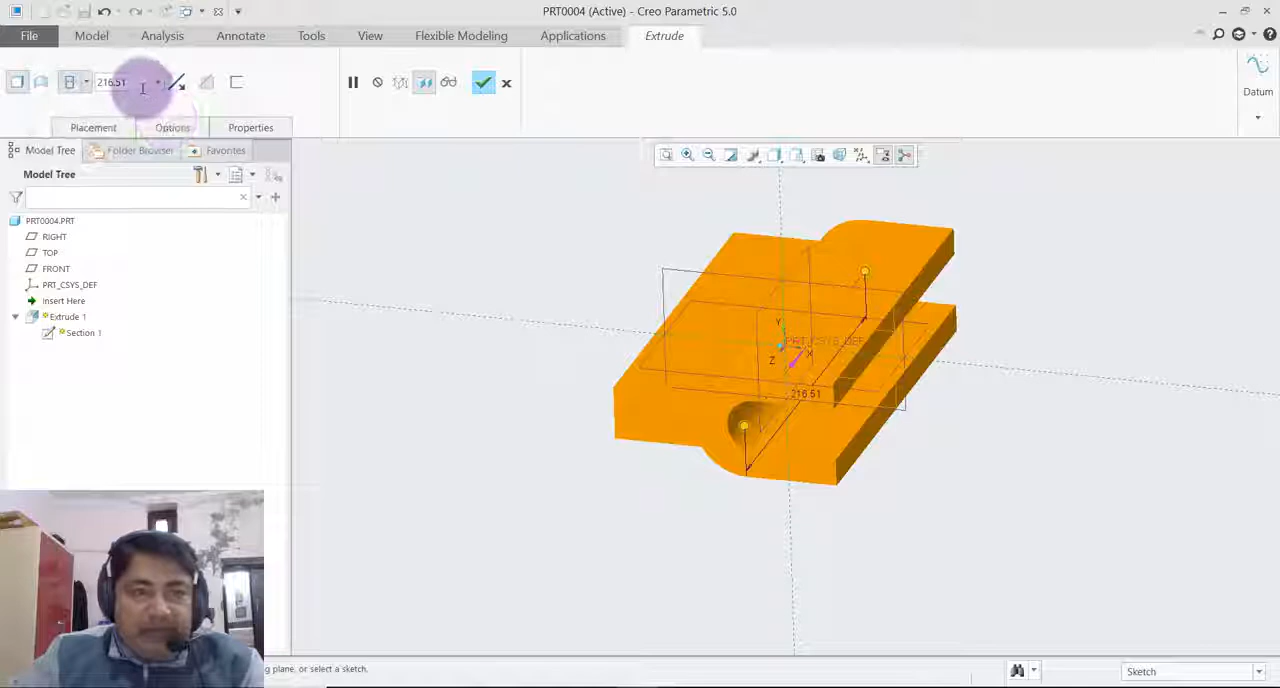 PRT0004 (Active) - Creo Parametric 5.0
File Model Analysis Annotate Tools View Flexible Modeling Applications Extrude
216.51
Datum
Placement Options Properties
Model Tree Folder Browser Favorites
Model Tree
PRT0004.PRT
RIGHT
TOP
FRONT
PRT_CSYS_DEF
Insert Here
Extrude 1
Section 1
Y
PRT_CSYS_DEF
Z X
216.51
g plane, or select a sketch.
Sketch